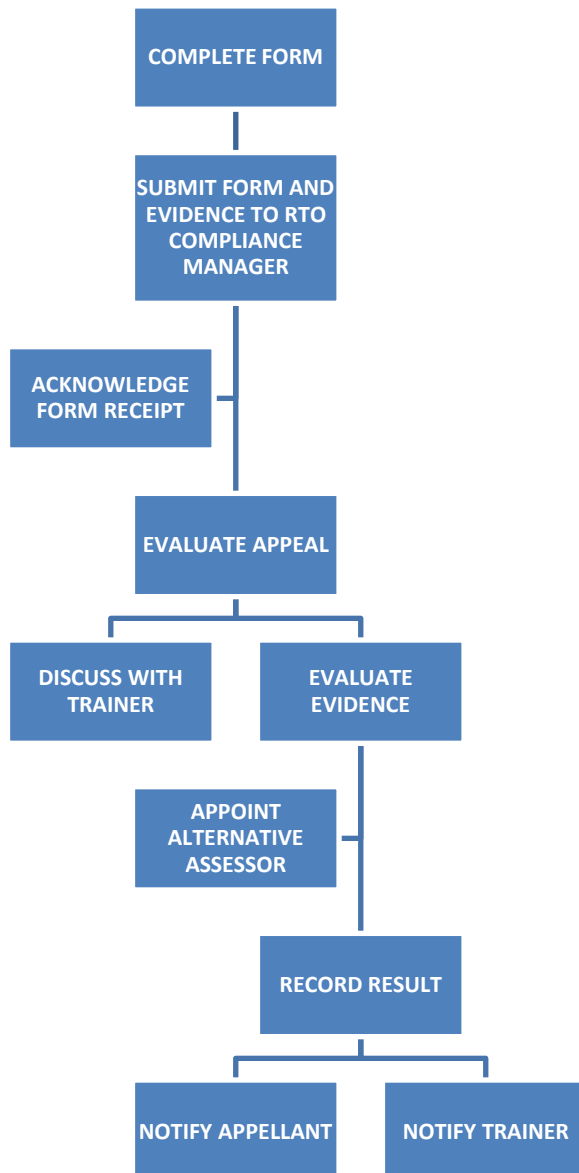 COMPLETE FORM
SUBMIT FORM AND
EVIDENCE TO RTO
COMPLIANCE
MANAGER
ACKNOWLEDGE
FORM RECEIPT
EVALUATE APPEAL
DISCUSS WITH
TRAINER
EVALUATE
EVIDENCE
APPOINT
ALTERNATIVE
ASSESSOR
RECORD RESULT
NOTIFY APPELLANT
NOTIFY TRAINER